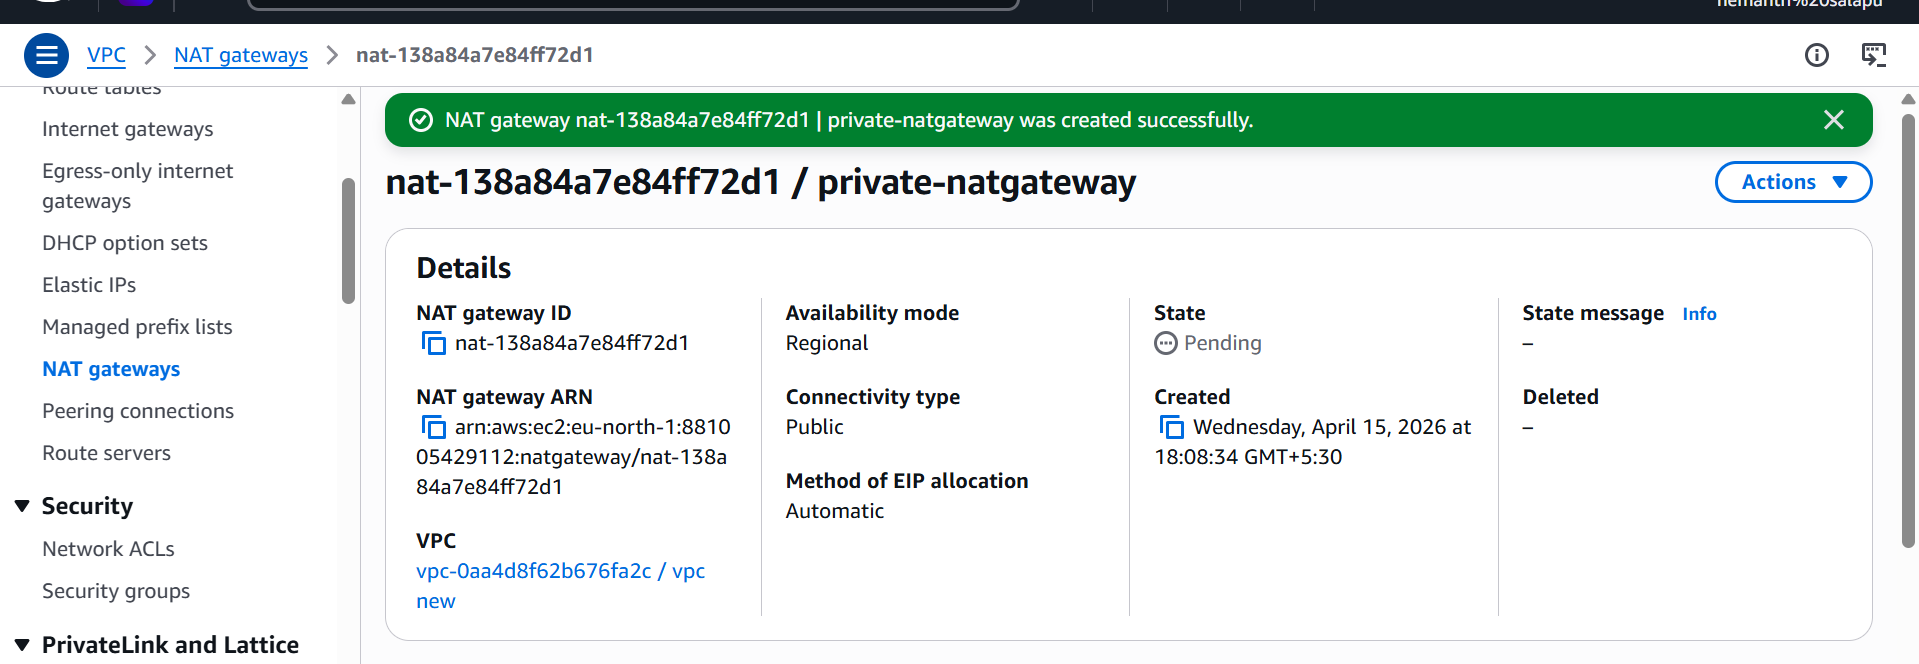 VPC > NAT gateways > nat-138a84a7e84ff72d1
Route tables
Internet gateways
Egress-only internet
gateways
DHCP option sets
Elastic IPs
Managed prefix lists
NAT gateways
Peering connections
Route servers
Security
Network ACLs
Security groups
PrivateLink and Lattice
NAT gateway nat-138a84a7e84ff72d1 | private-natgateway was created successfully.
nat-138a84a7e84ff72d1 / private-natgateway
Actions
Details
NAT gateway ID
nat-138a84a7e84ff72d1
NAT gateway ARN
arn:aws:ec2:eu-north-1:8810
05429112:natgateway/nat-138a
84a7e84ff72d1
VPC
vpc-0aa4d8f62b676fa2c / vpc
new
Availability mode
Regional
Connectivity type
Public
Method of EIP allocation
Automatic
State
Pending
Created
Wednesday, April 15, 2026 at
18:08:34 GMT+5:30
State message Info
–
Deleted
–